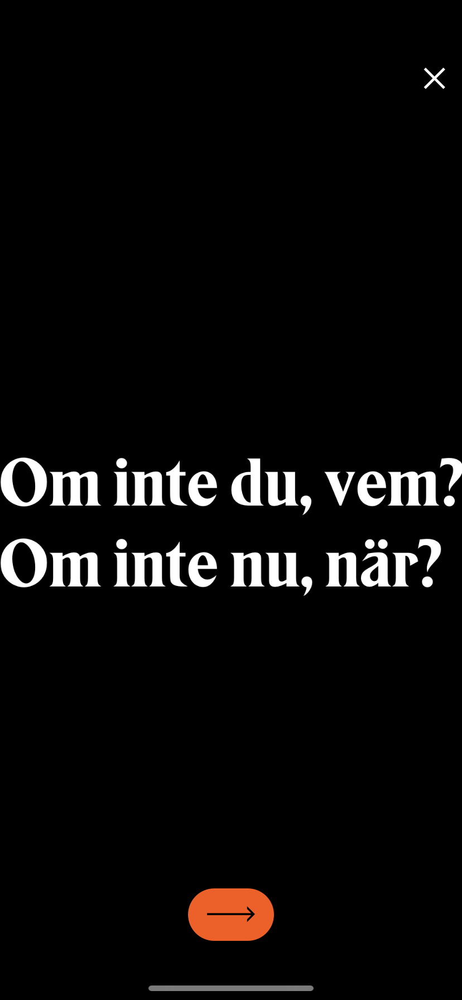 Om inte du, vem?
Om inte nu, när?